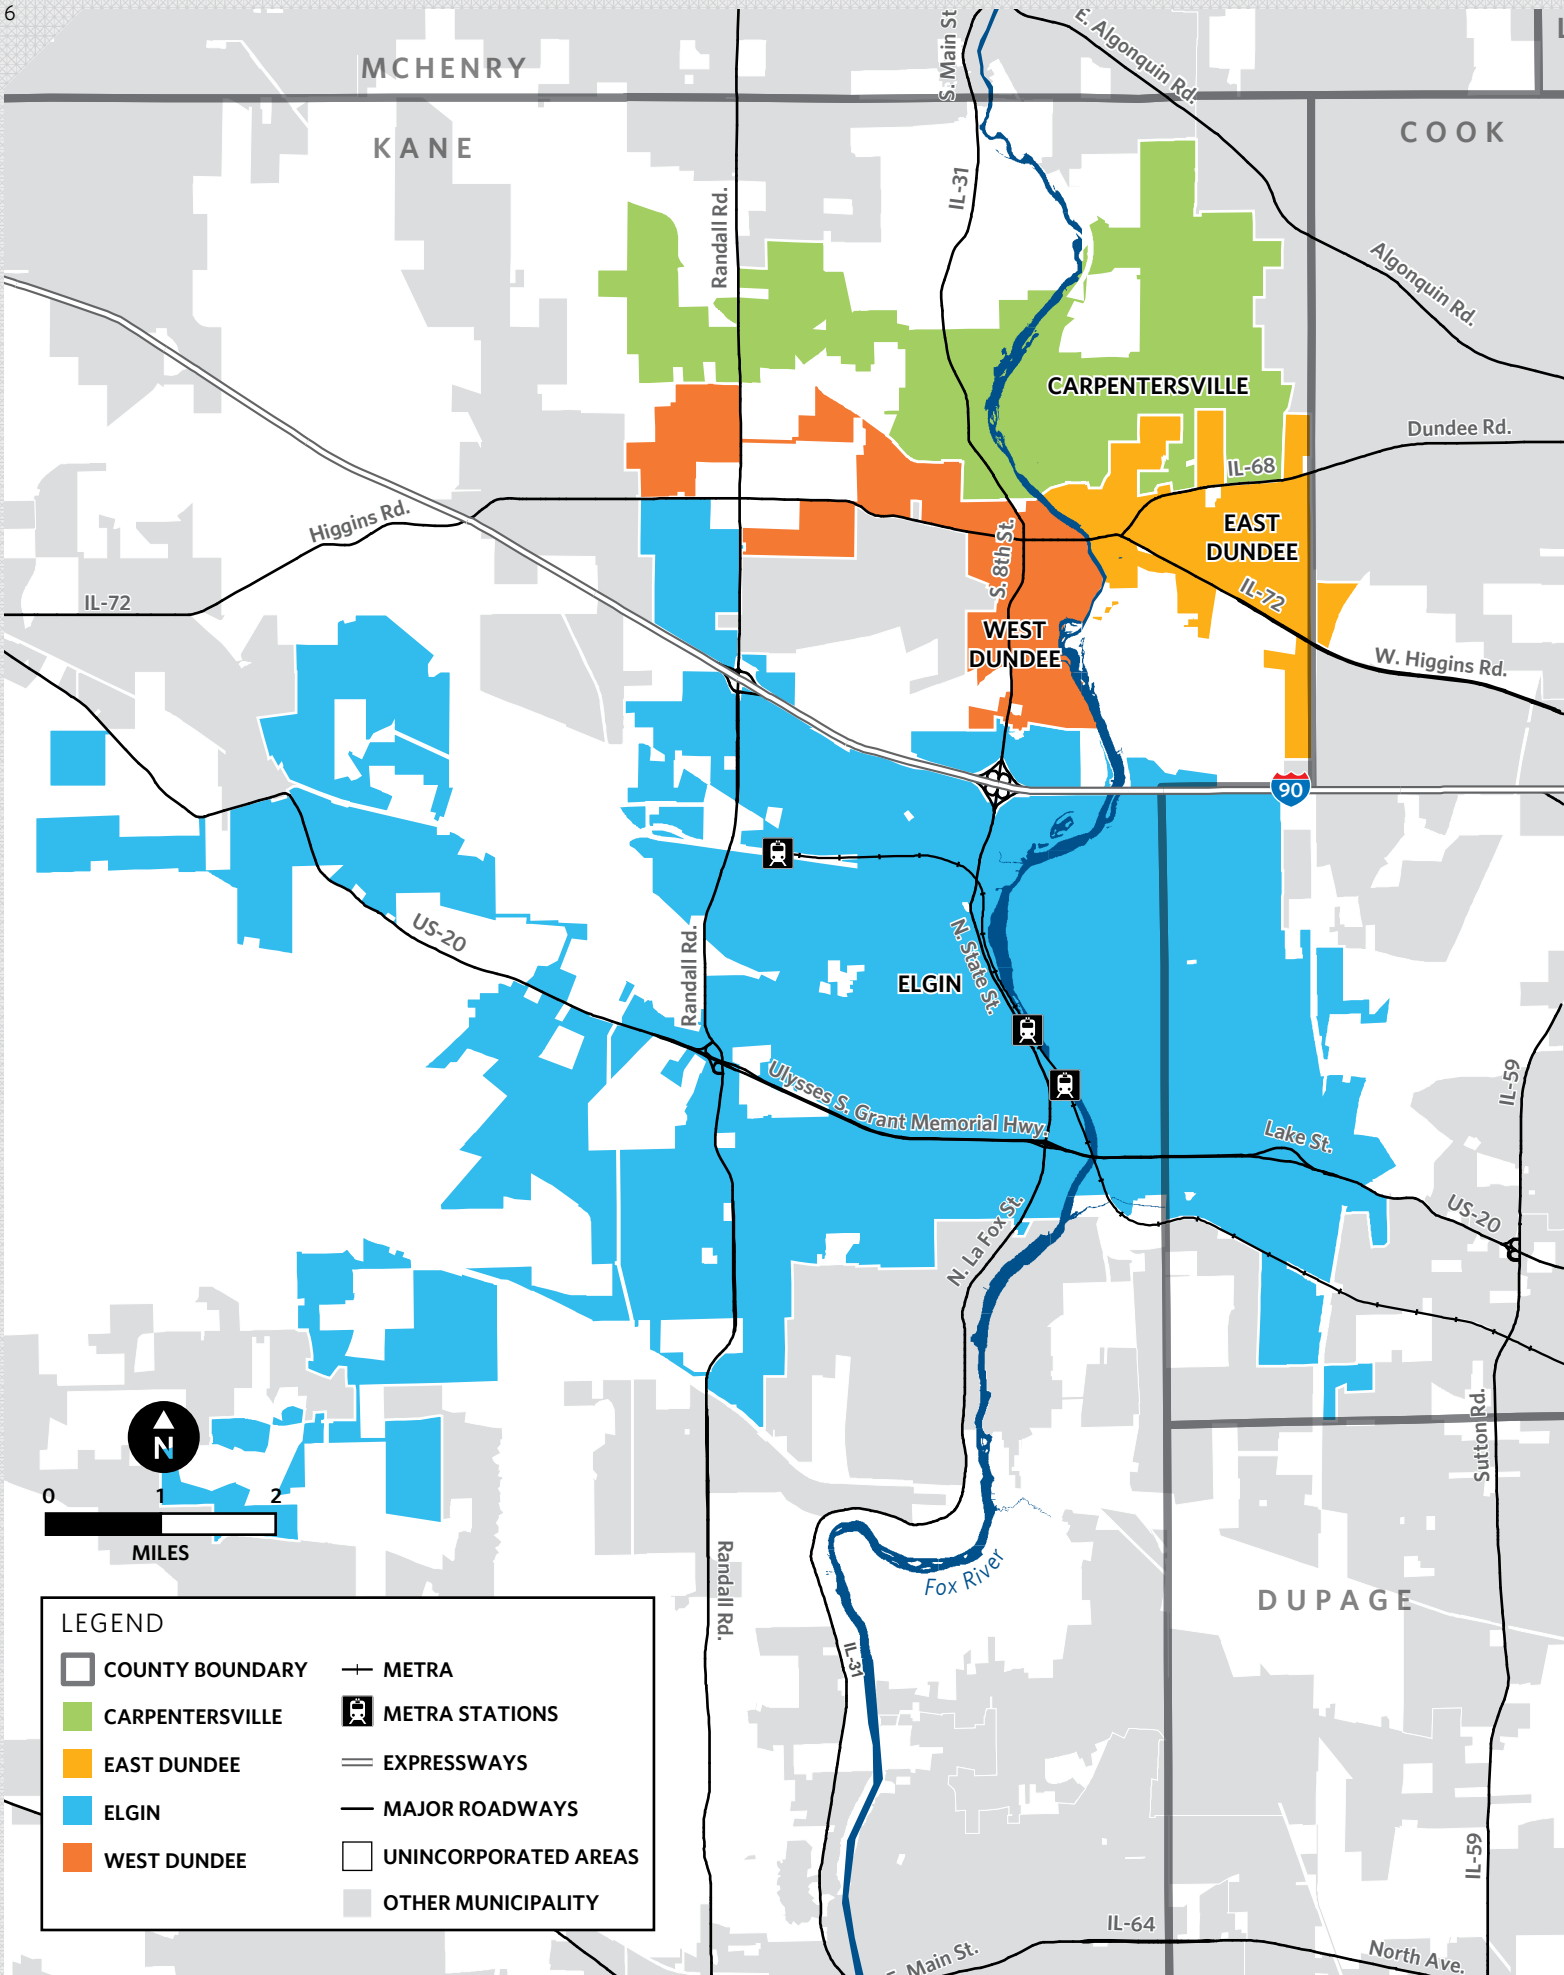 6
MCHENRY
KANE
COOK
L
S. Main St
E. Algonquin Rd.
IL-31
Randall Rd.
Algonquin Rd.
CARPENTERSVILLE
Dundee Rd.
IL-68
Higgins Rd.
EAST
DUNDEE
S. 8th St.
IL-72
IL-72
WEST
DUNDEE
W. Higgins Rd.
90
US-20
Randall Rd.
N. State St.
ELGIN
Ulysses S. Grant Memorial Hwy.
Lake St.
IL-59
US-20
N. La Fox St.
Sutton Rd.
N
0 1 2
MILES
Randall Rd.
Fox River
DUPAGE
IL-31
LEGEND
COUNTY BOUNDARY
CARPENTERSVILLE
EAST DUNDEE
ELGIN
WEST DUNDEE
METRA
METRA STATIONS
EXPRESSWAYS
MAJOR ROADWAYS
UNINCORPORATED AREAS
OTHER MUNICIPALITY
IL-59
IL-64
Main St.
North Ave.